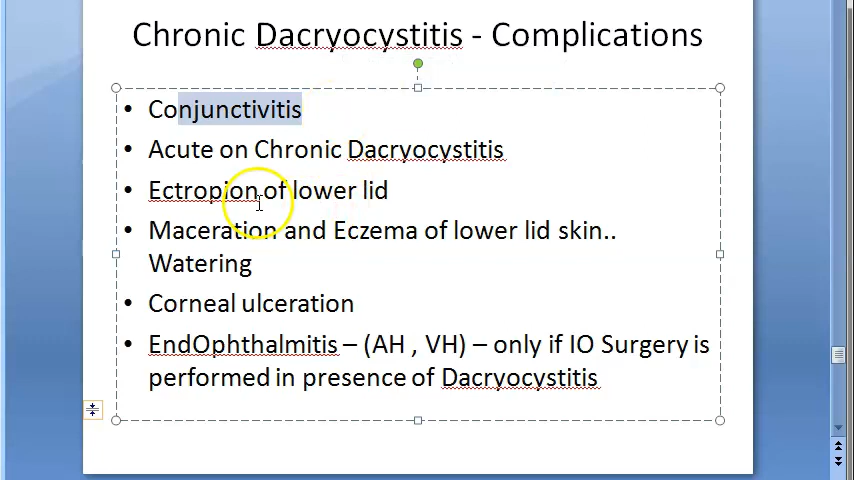 Chronic Dacryocystitis - Complications
• Conjunctivitis
• Acute on Chronic Dacryocystitis
• Ectropion of lower lid
• Maceration and Eczema of lower lid skin..
Watering
• Corneal ulceration
• EndOphthalmitis – (AH , VH) – only if IO Surgery is
performed in presence of Dacryocystitis